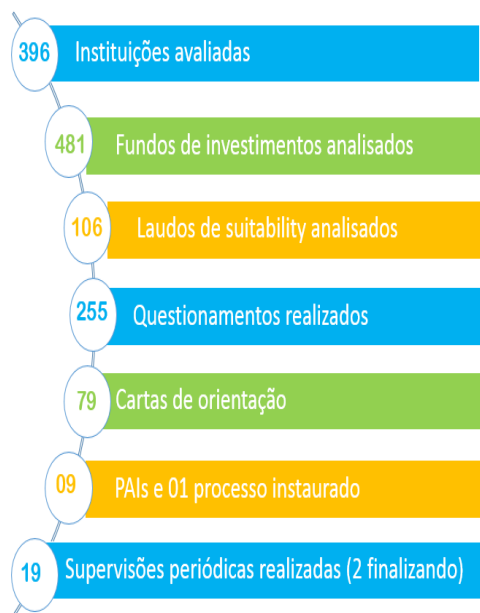 396 Instituições avaliadas
481 Fundos de investimentos analisados
106 Laudos de suitability analisados
255 Questionamentos realizados
79 Cartas de orientação
09 PAIs e 01 processo instaurado
19 Supervisões periódicas realizadas (2 finalizando)